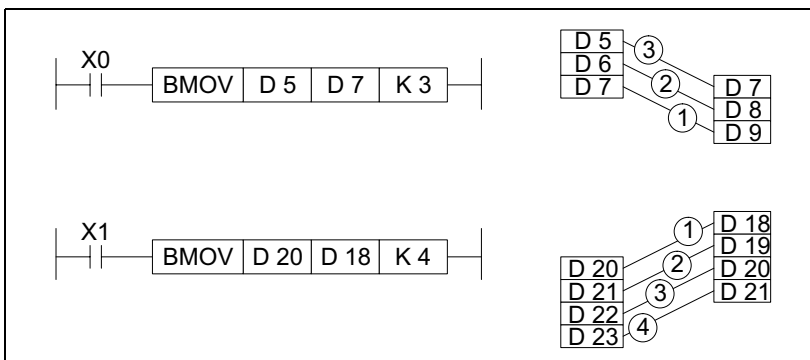 X0
BMOV D 5 D 7 K 3
D 5
D 6
D 7
3
2
1
D 7
D 8
D 9
X1
BMOV D 20 D 18 K 4
D 20
D 21
D 22
D 23
1
2
3
4
D 18
D 19
D 20
D 21